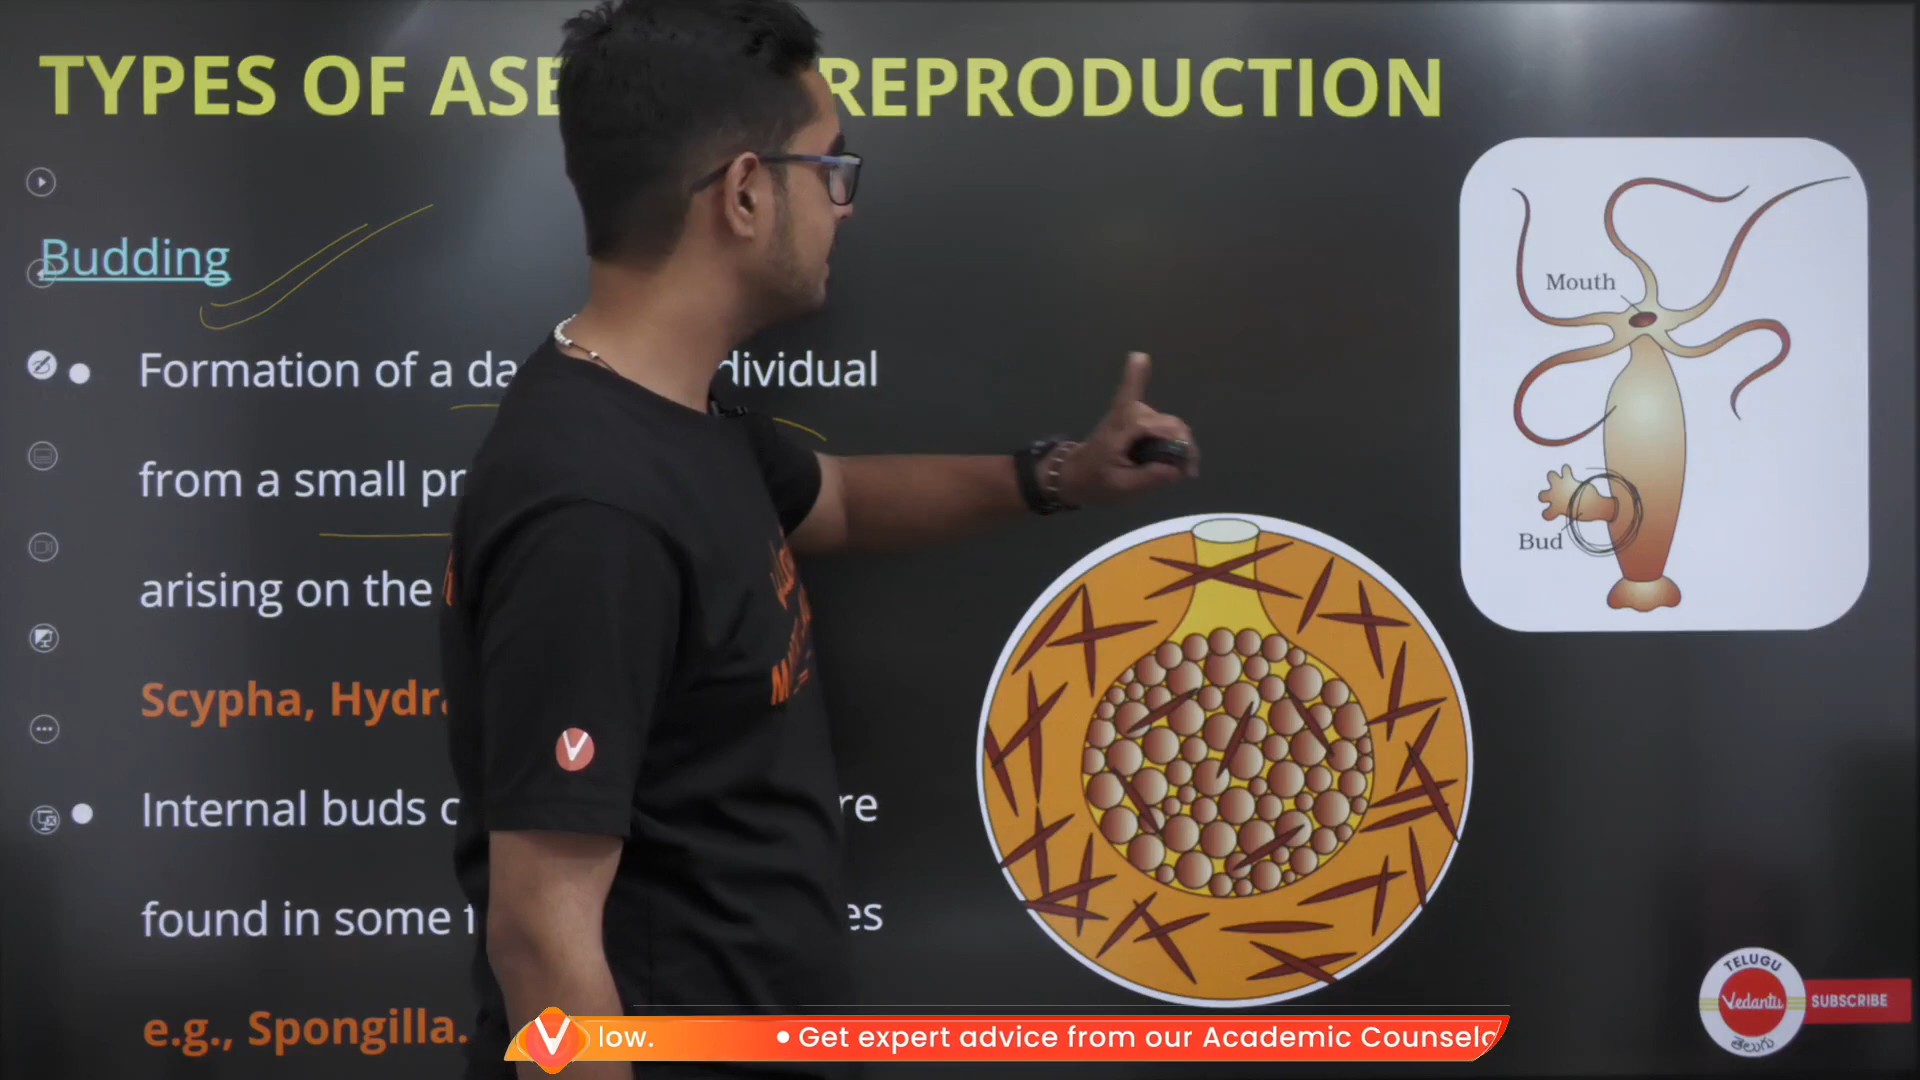 TYPES OF ASE REPRODUCTION
Budding
Formation of a da dividual
from a small pr
arising on the
Scypha, Hydra
Internal buds c re
found in some f es
e.g., Spongilla.
Mouth
Bud
low. • Get expert advice from our Academic Counselo
TELUGU
Vedantu
తెలుగు
SUBSCRIBE